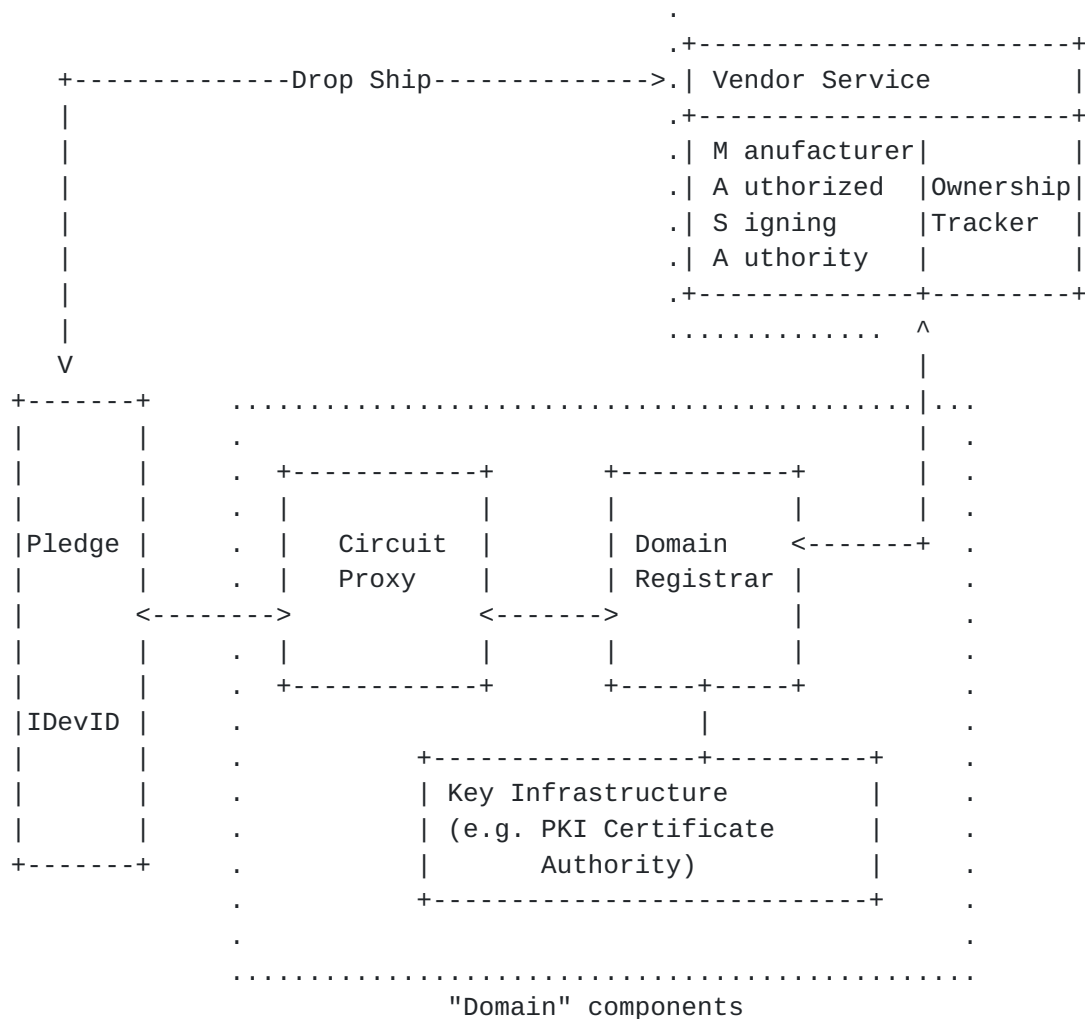 Drop Ship
Vendor Service
M anufacturer
A uthorized
S igning
A uthority
Ownership
Tracker
Pledge
IDevID
Circuit
Proxy
Domain
Registrar
Key Infrastructure
(e.g. PKI Certificate
Authority)
"Domain" components